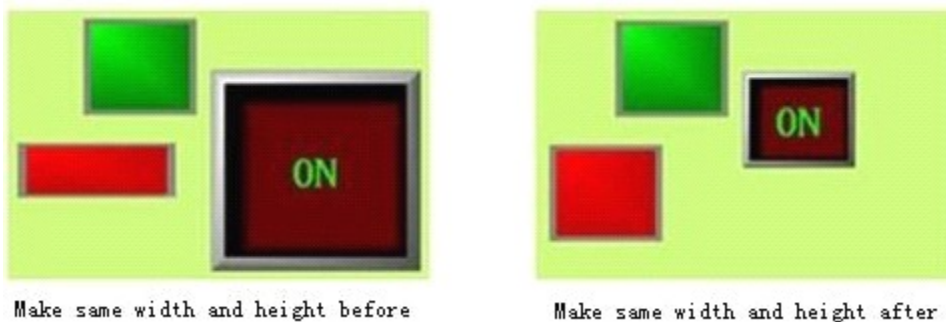 ON
ON
Make same width and height before
Make same width and height after